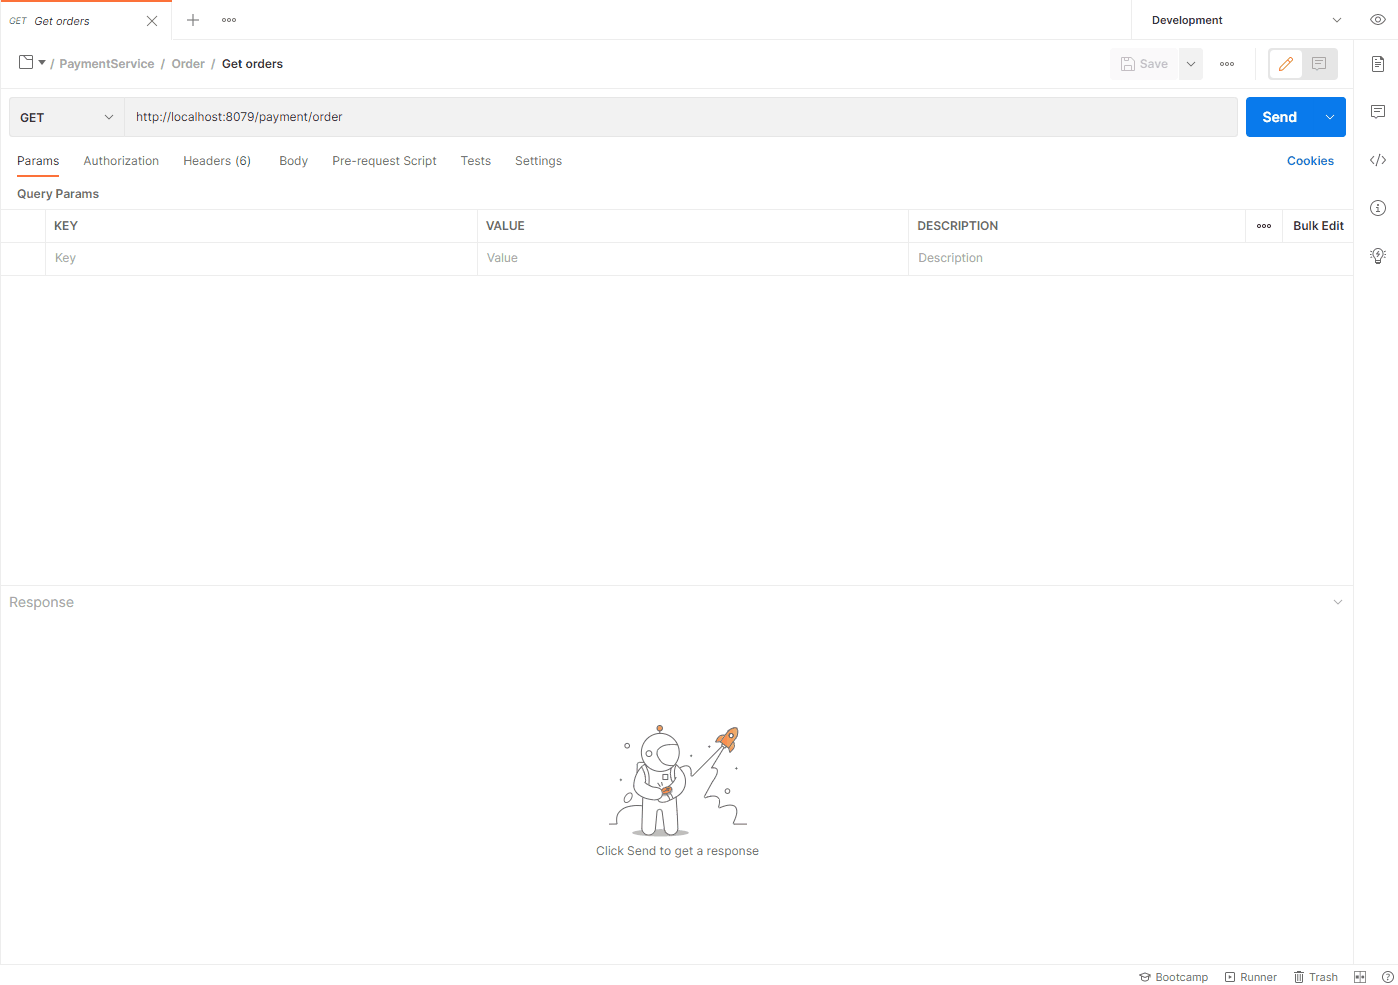 GET Get orders Development
/ PaymentService / Order / Get orders Save
GET http://localhost:8079/payment/order Send
Params Authorization Headers (6) Body Pre-request Script Tests Settings Cookies
Query Params
KEY VALUE DESCRIPTION Bulk Edit
Key Value Description
Response
Click Send to get a response
Bootcamp Runner Trash